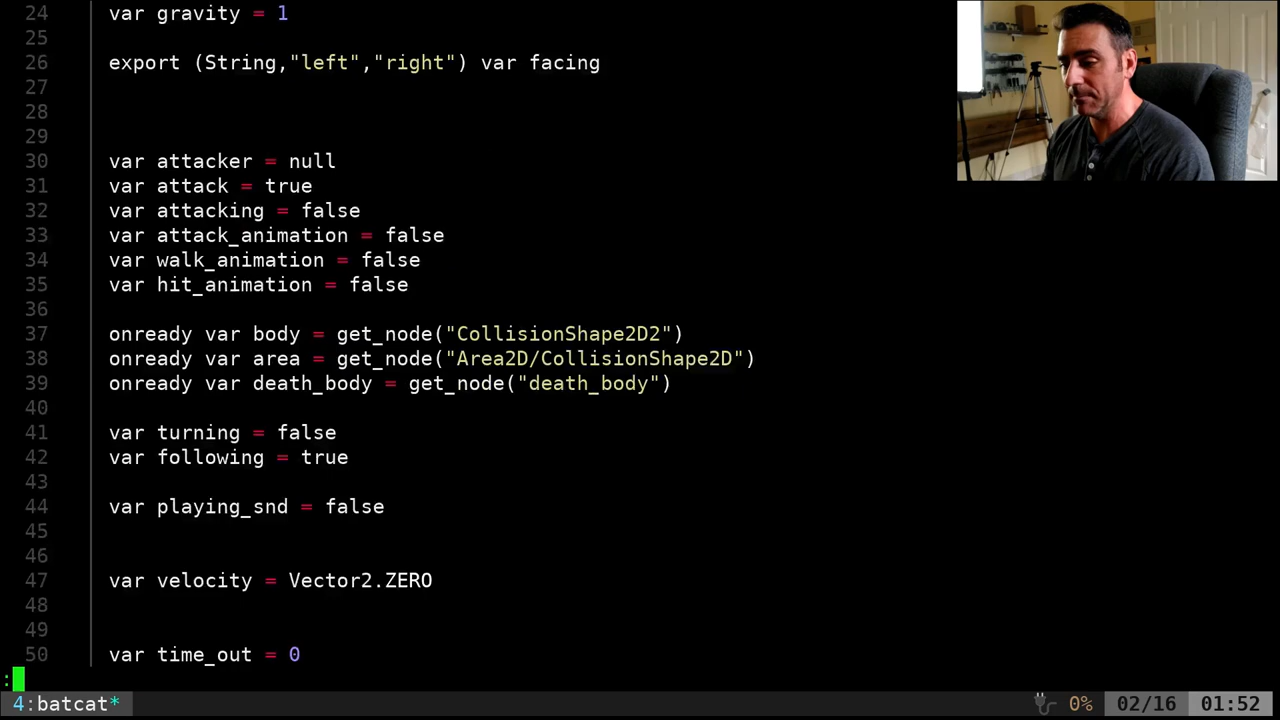 24 var gravity = 1
25
26 export (String,"left","right") var facing
27
28
29
30 var attacker = null
31 var attack = true
32 var attacking = false
33 var attack_animation = false
34 var walk_animation = false
35 var hit_animation = false
36
37 onready var body = get_node("CollisionShape2D2")
38 onready var area = get_node("Area2D/CollisionShape2D")
39 onready var death_body = get_node("death_body")
40
41 var turning = false
42 var following = true
43
44 var playing_snd = false
45
46
47 var velocity = Vector2.ZERO
48
49
50 var time_out = 0
:
4:batcat* 0% 02/16 01:52